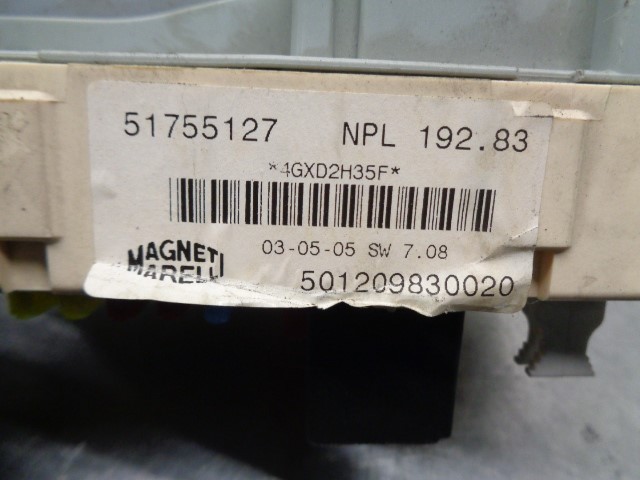 51755127 NPL 192.83
*4GXD2H35F*
03-05-05 SW 7.08
MAGNETI
MARELLI
501209830020